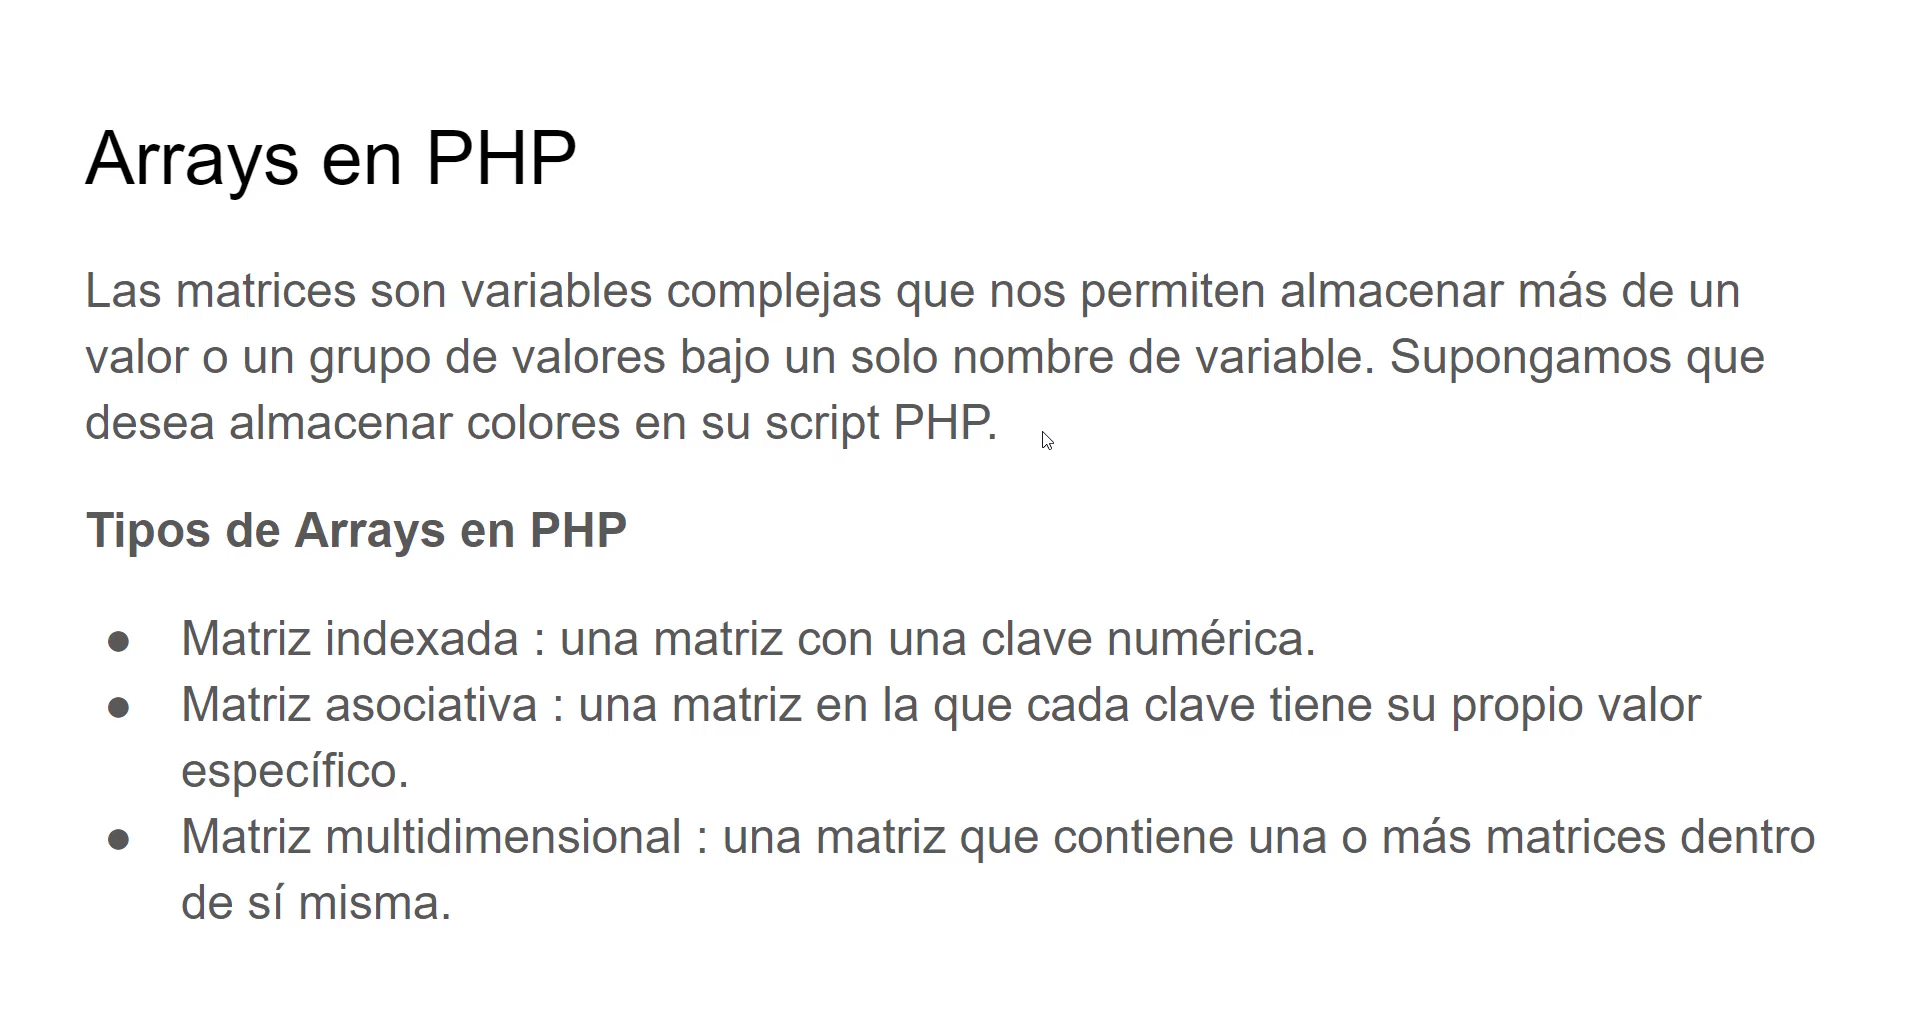 Arrays en PHP
Las matrices son variables complejas que nos permiten almacenar más de un
valor o un grupo de valores bajo un solo nombre de variable. Supongamos que
desea almacenar colores en su script PHP.
Tipos de Arrays en PHP
● Matriz indexada : una matriz con una clave numérica.
● Matriz asociativa : una matriz en la que cada clave tiene su propio valor
específico.
● Matriz multidimensional : una matriz que contiene una o más matrices dentro
de sí misma.